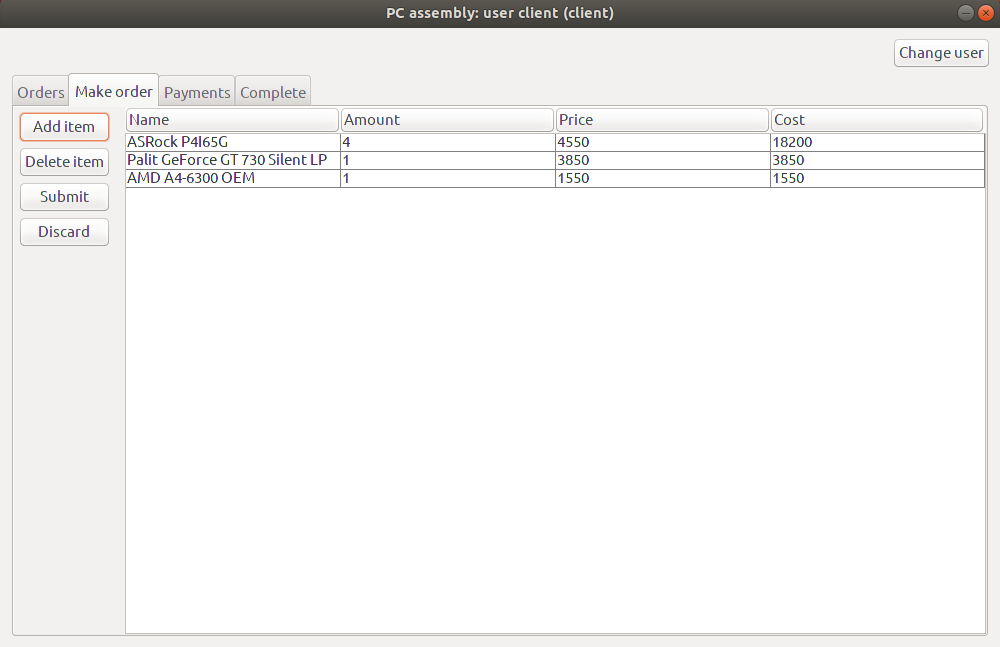 PC assembly: user client (client)
Change user
Orders Make order Payments Complete
Add item
Delete item
Submit
Discard
Name Amount Price Cost
ASRock P4I65G 4 4550 18200
Palit GeForce GT 730 Silent LP 1 3850 3850
AMD A4-6300 OEM 1 1550 1550